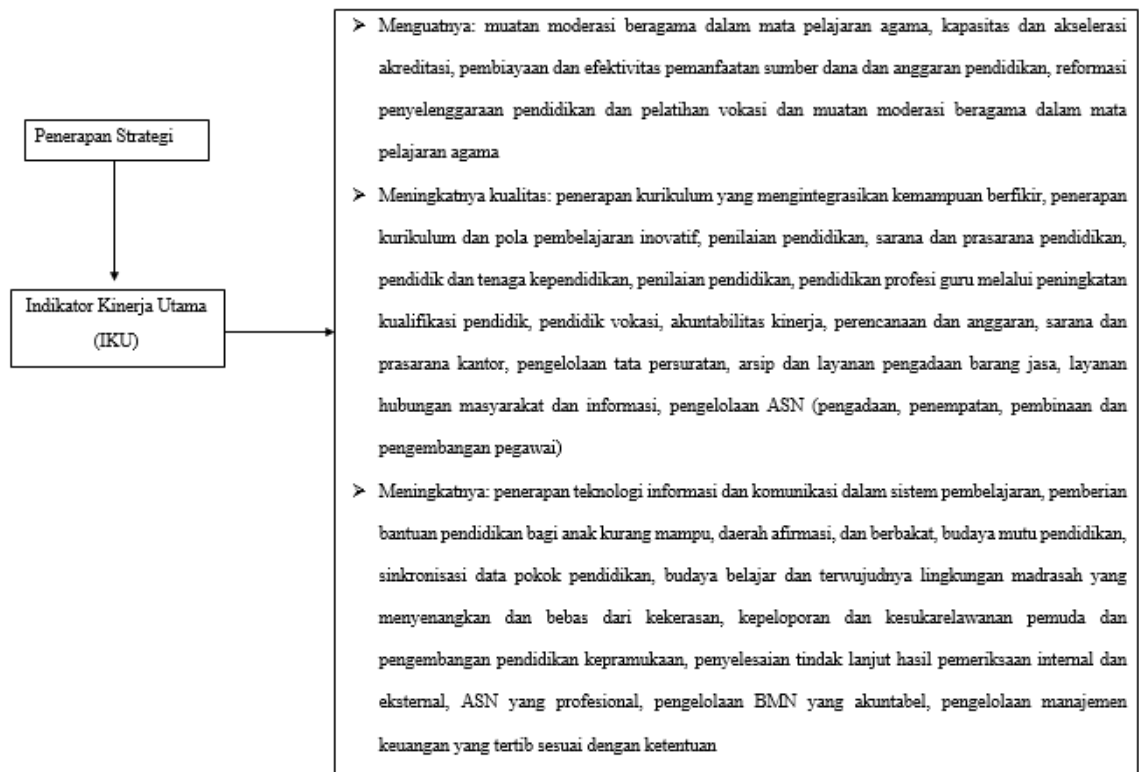 Penerapan Strategi
Indikator Kinerja Utama
(IKU)
➢ Menguatnya: muatan moderasi beragama dalam mata pelajaran agama, kapasitas dan akselerasi
akreditasi, pembiayaan dan efektivitas pemanfaatan sumber dana dan anggaran pendidikan, reformasi
penyelenggaraan pendidikan dan pelatihan vokasi dan muatan moderasi beragama dalam mata
pelajaran agama
➢ Meningkatnya kualitas: penerapan kurikulum yang mengintegrasikan kemampuan berfikir, penerapan
kurikulum dan pola pembelajaran inovatif, penilaian pendidikan, sarana dan prasarana pendidikan,
pendidik dan tenaga kependidikan, penilaian pendidikan, pendidikan profesi guru melalui peningkatan
kualifikasi pendidik, pendidik vokasi, akuntabilitas kinerja, perencanaan dan anggaran, sarana dan
prasarana kantor, pengelolaan tata persuratan, arsip dan layanan pengadaan barang jasa, layanan
hubungan masyarakat dan informasi, pengelolaan ASN (pengadaan, penempatan, pembinaan dan
pengembangan pegawai)
➢ Meningkatnya: penerapan teknologi informasi dan komunikasi dalam sistem pembelajaran, pemberian
bantuan pendidikan bagi anak kurang mampu, daerah afirmasi, dan berbakat, budaya mutu pendidikan,
sinkronisasi data pokok pendidikan, budaya belajar dan terwujudnya lingkungan madrasah yang
menyenangkan dan bebas dari kekerasan, kepeloporan dan kesukarelawanan pemuda dan
pengembangan pendidikan kepramukaan, penyelesaian tindak lanjut hasil pemeriksaan internal dan
eksternal, ASN yang profesional, pengelolaan BMN yang akuntabel, pengelolaan manajemen
keuangan yang tertib sesuai dengan ketentuan